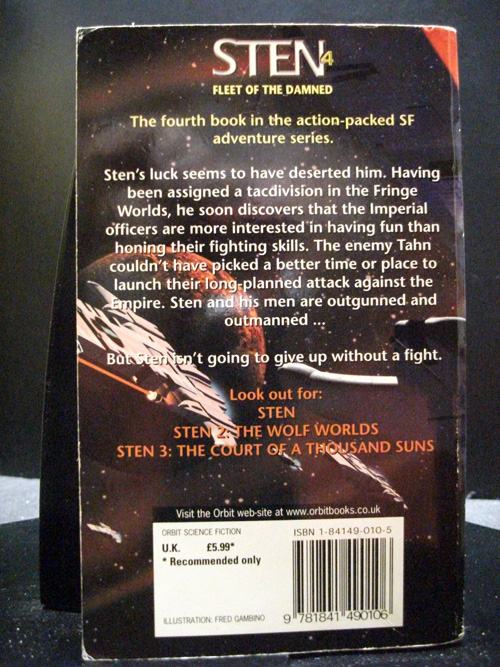 STEN 4
FLEET OF THE DAMNED
The fourth book in the action-packed SF
adventure series.
Sten's luck seems to have deserted him. Having
been assigned a tacdivision in the Fringe
Worlds, he soon discovers that the Imperial
officers are more interested in having fun than
honing their fighting skills. The enemy Tahn
couldn't have picked a better time or place to
launch their long-planned attack against the
Empire. Sten and his men are outgunned and
outmanned ...
But Sten isn't going to give up without a fight.
Look out for:
STEN
STEN 2: THE WOLF WORLDS
STEN 3: THE COURT OF A THOUSAND SUNS
Visit the Orbit web-site at www.orbitbooks.co.uk
ORBIT SCIENCE FICTION
U.K. £5.99*
* Recommended only
ILLUSTRATION: FRED GAMBINO
ISBN 1-84149-010-5
9 781841 490106